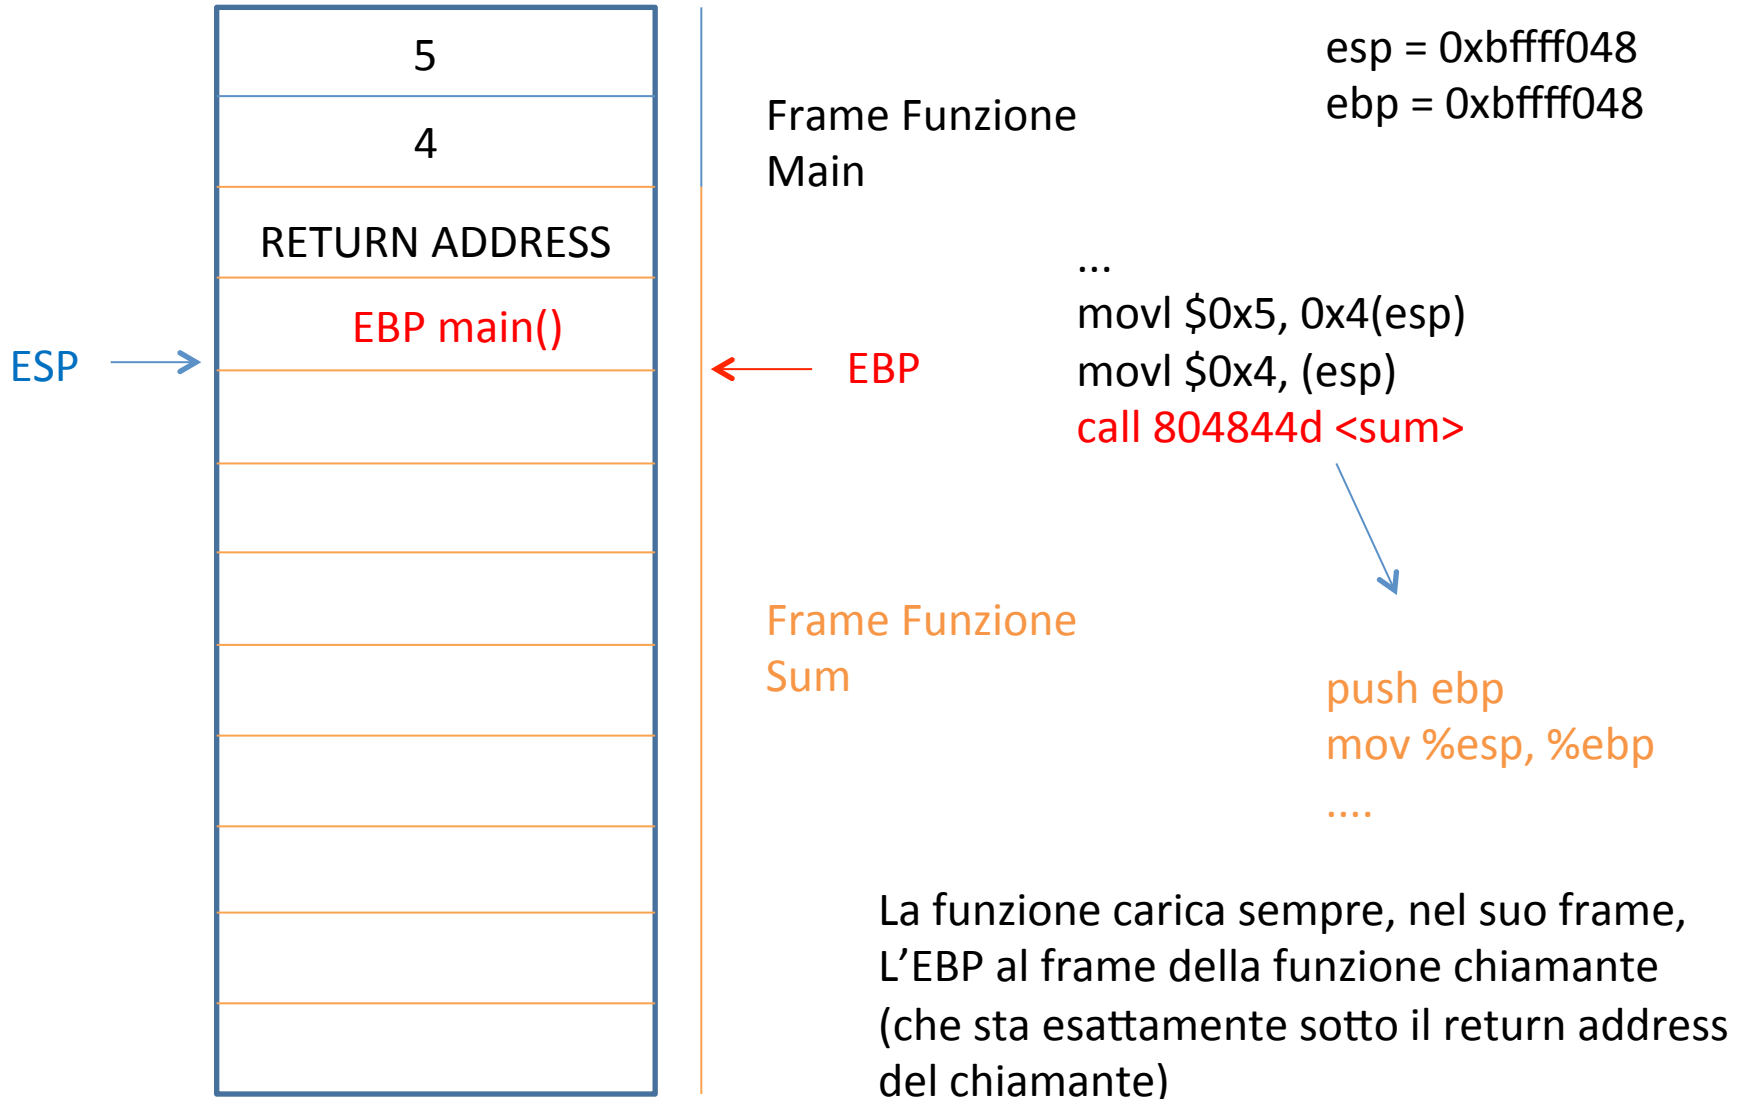 5
4
RETURN ADDRESS
EBP main()
ESP
EBP
Frame Funzione
Main
Frame Funzione
Sum
esp = 0xbffff048
ebp = 0xbffff048
...
movl $0x5, 0x4(esp)
movl $0x4, (esp)
call 804844d <sum>
push ebp
mov %esp, %ebp
....
La funzione carica sempre, nel suo frame,
L’EBP al frame della funzione chiamante
(che sta esattamente sotto il return address
del chiamante)